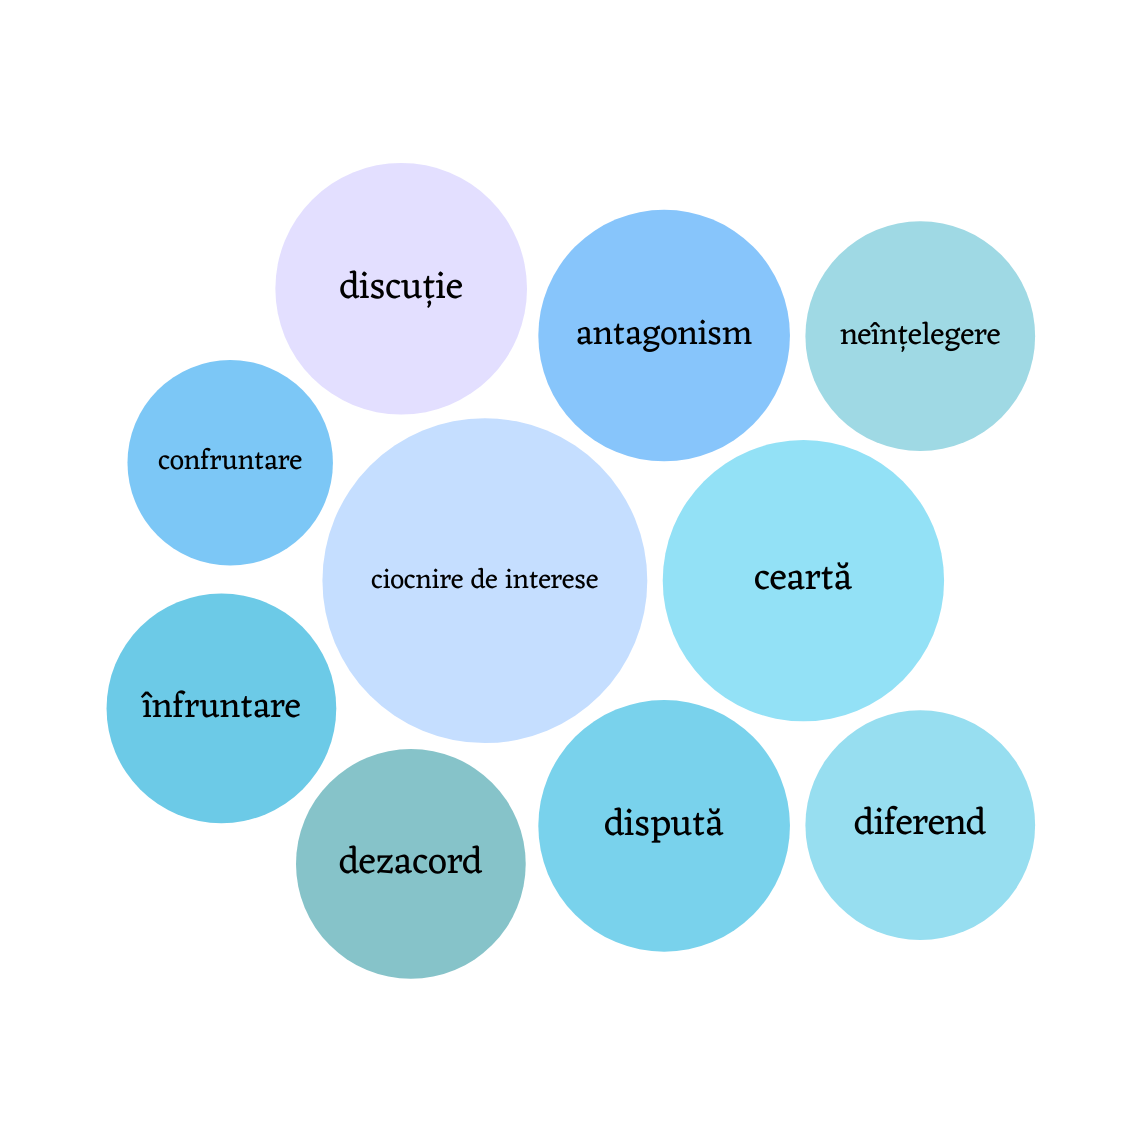 discuție
antagonism
neînțelegere
confruntare
ciocnire de interese
ceartă
înfruntare
dezacord
dispută
diferend